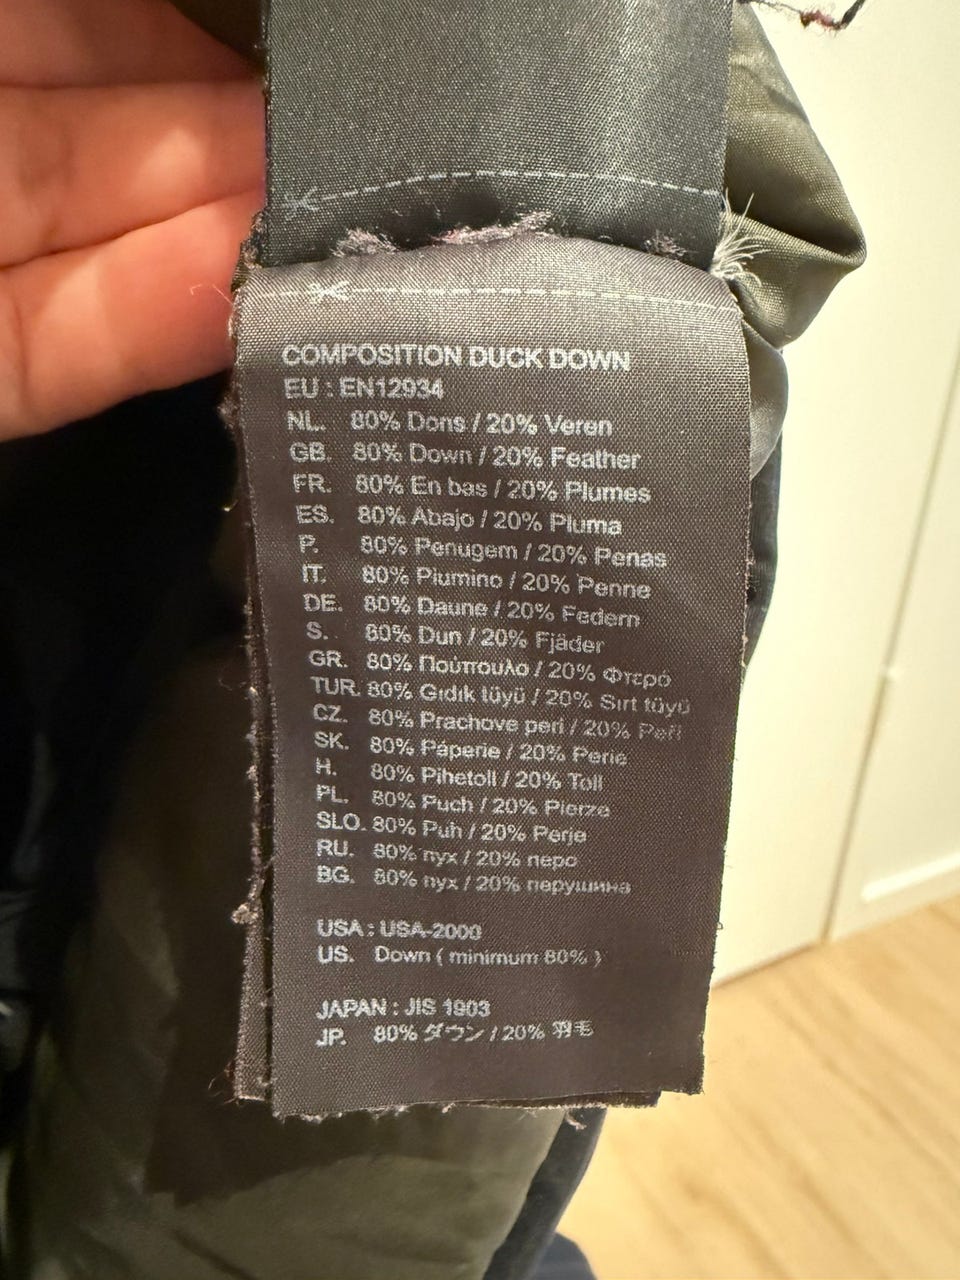 COMPOSITION DUCK DOWN
EU : EN12934
NL. 80% Dons / 20% Veren
GB. 80% Down / 20% Feather
FR. 80% En bas / 20% Plumes
ES. 80% Abajo / 20% Pluma
P. 80% Penugem / 20% Penas
IT. 80% Piumino / 20% Penne
DE. 80% Daune / 20% Federn
S. 80% Dun / 20% Fjäder
GR. 80% Πούπουλο / 20% Φτερό
TUR. 80% Gıdık tüyü / 20% Sırt tüyü
CZ. 80% Prachove peri / 20% Peří
SK. 80% Páperie / 20% Perie
H. 80% Pihetoll / 20% Toll
PL. 80% Puch / 20% Pierze
SLO. 80% Puh / 20% Perje
RU. 80% пух / 20% перо
BG. 80% пух / 20% перушина
USA : USA-2000
US. Down ( minimum 80% )
JAPAN : JIS 1903
JP. 80% ダウン / 20% 羽毛